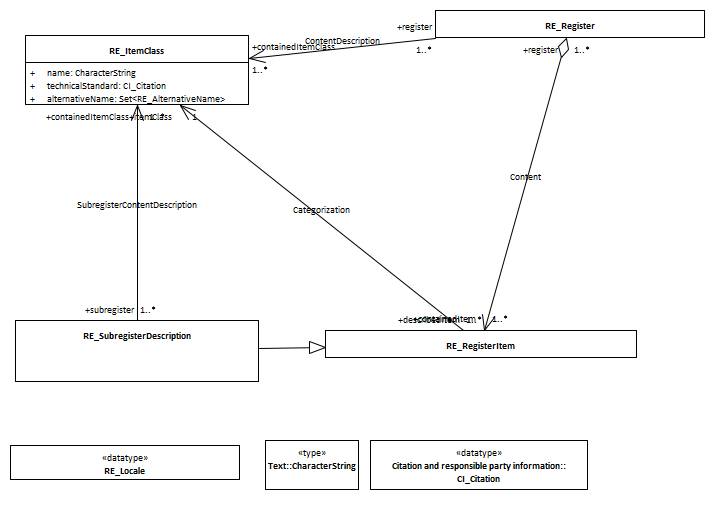 RE_Register
+register
ContentDescription
+containedItemClass
1..*
+register
1..*
RE_ItemClass
1..*
+ name: CharacterString
+ technicalStandard: CI_Citation
+ alternativeName: Set<RE_AlternativeName>
+containedItemClass +itemClass 1..* 1
Content
SubregisterContentDescription
Categorization
+subregister 1..*
+describedItem +containedItem 1..* 1..*
RE_SubregisterDescription
RE_RegisterItem
«datatype»
RE_Locale
«type»
Text::CharacterString
«datatype»
Citation and responsible party information::
CI_Citation